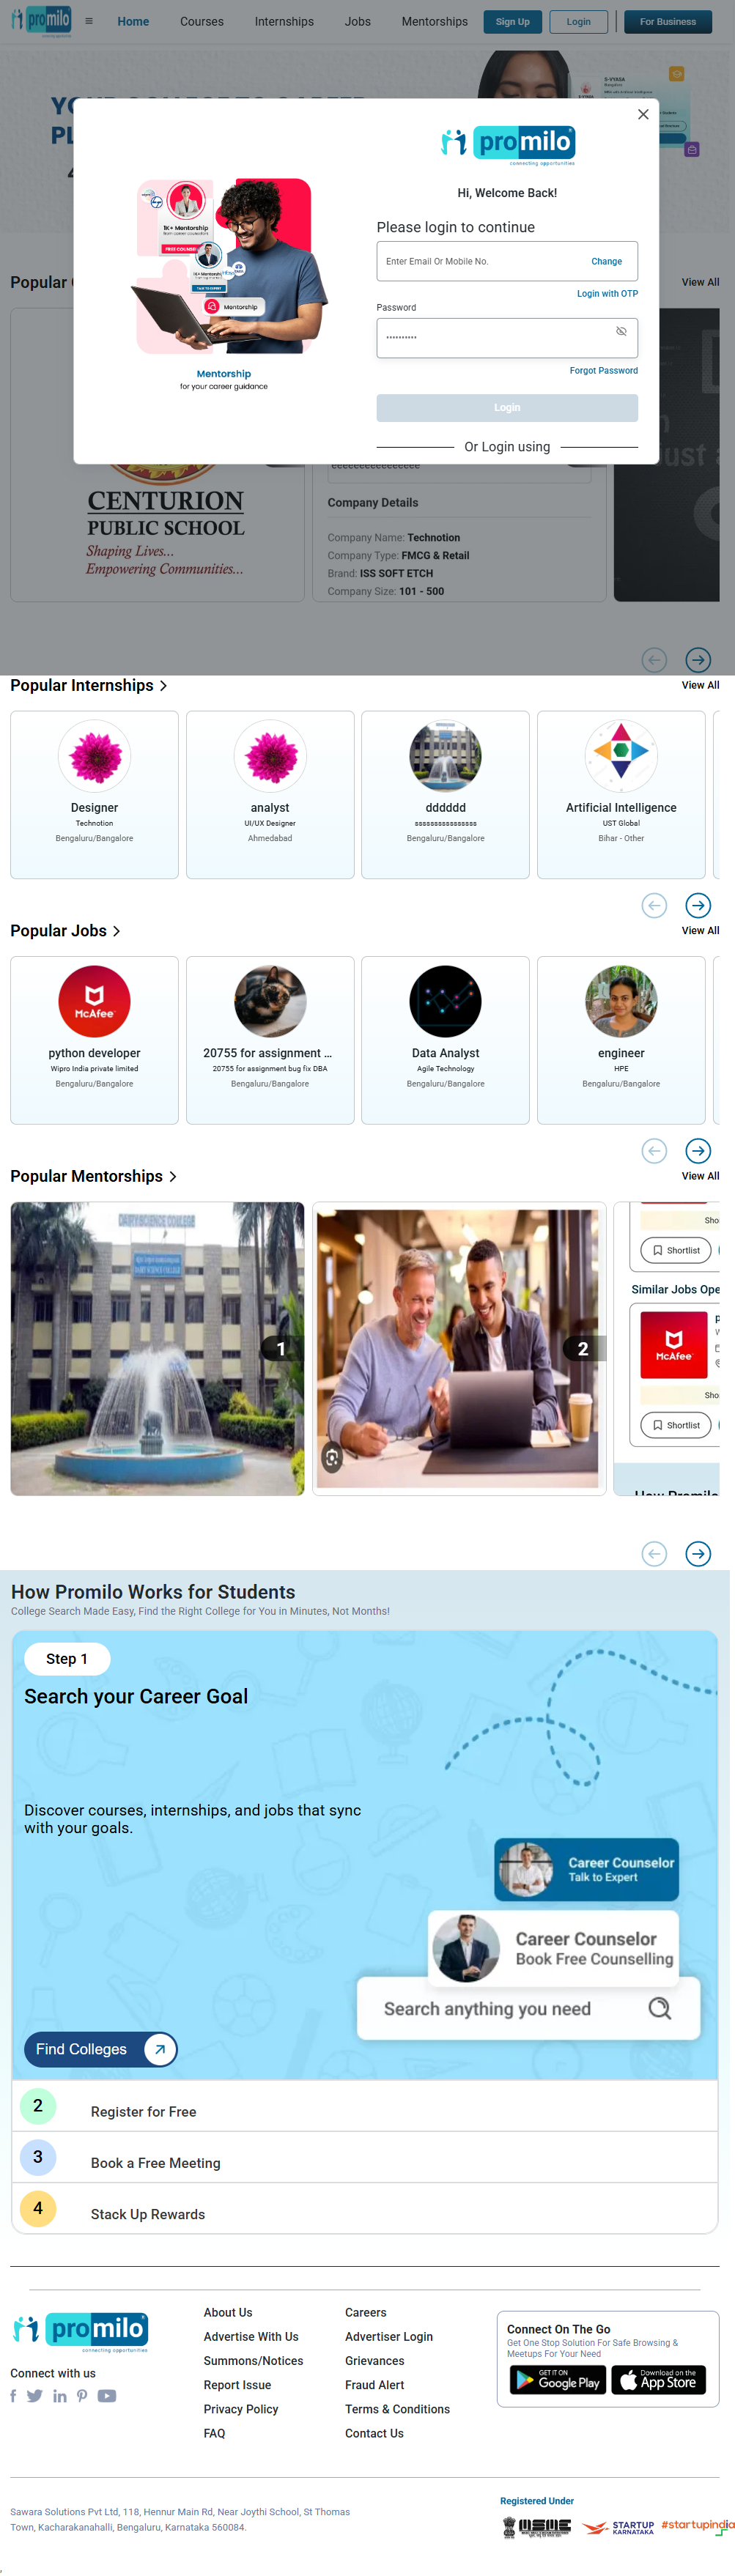 promilo
Home
Courses
Internships
Jobs
Mentorships
Sign Up
Login
For Business
promilo
connecting opportunities
Hi, Welcome Back!
Please login to continue
Enter Email Or Mobile No.
Change
Login with OTP
Password
Forgot Password
Login
Or Login using
1K+ Mentorship
from career counselors
Mentorship
Mentorship
for your career guidance
Popular
View All
CENTURION
PUBLIC SCHOOL
Shaping Lives...
Empowering Communities...
Company Details
Company Name: Technotion
Company Type: FMCG & Retail
Brand: ISS SOFT ETCH
Company Size: 101 - 500
Popular Internships
View All
Designer
Technotion
Bengaluru/Bangalore
analyst
UI/UX Designer
Ahmedabad
dddddd
ssssssssssssssss
Bengaluru/Bangalore
Artificial Intelligence
UST Global
Bihar - Other
Popular Jobs
View All
McAfee
python developer
Wipro India private limited
Bengaluru/Bangalore
20755 for assignment ...
20755 for assignment bug fix DBA
Bengaluru/Bangalore
Data Analyst
Agile Technology
Bengaluru/Bangalore
engineer
HPE
Bengaluru/Bangalore
Popular Mentorships
View All
DAIRY SCIENCE COLLEGE
1
2
Sho
Shortlist
Similar Jobs Ope
McAfee
Sho
Shortlist
How Promilo Works for Students
College Search Made Easy, Find the Right College for You in Minutes, Not Months!
Step 1
Search your Career Goal
Discover courses, internships, and jobs that sync
with your goals.
Career Counselor
Talk to Expert
Career Counselor
Book Free Counselling
Search anything you need
Find Colleges
2
Register for Free
3
Book a Free Meeting
4
Stack Up Rewards
promilo
connecting opportunities
Connect with us
About Us
Advertise With Us
Summons/Notices
Report Issue
Privacy Policy
FAQ
Careers
Advertiser Login
Grievances
Fraud Alert
Terms & Conditions
Contact Us
Connect On The Go
Get One Stop Solution For Safe Browsing &
Meetups For Your Need
GET IT ON
Google Play
Download on the
App Store
Sawara Solutions Pvt Ltd, 118, Hennur Main Rd, Near Joythi School, St Thomas
Town, Kacharakanahalli, Bengaluru, Karnataka 560084.
Registered Under
MSME
STARTUP
KARNATAKA
#startupindia